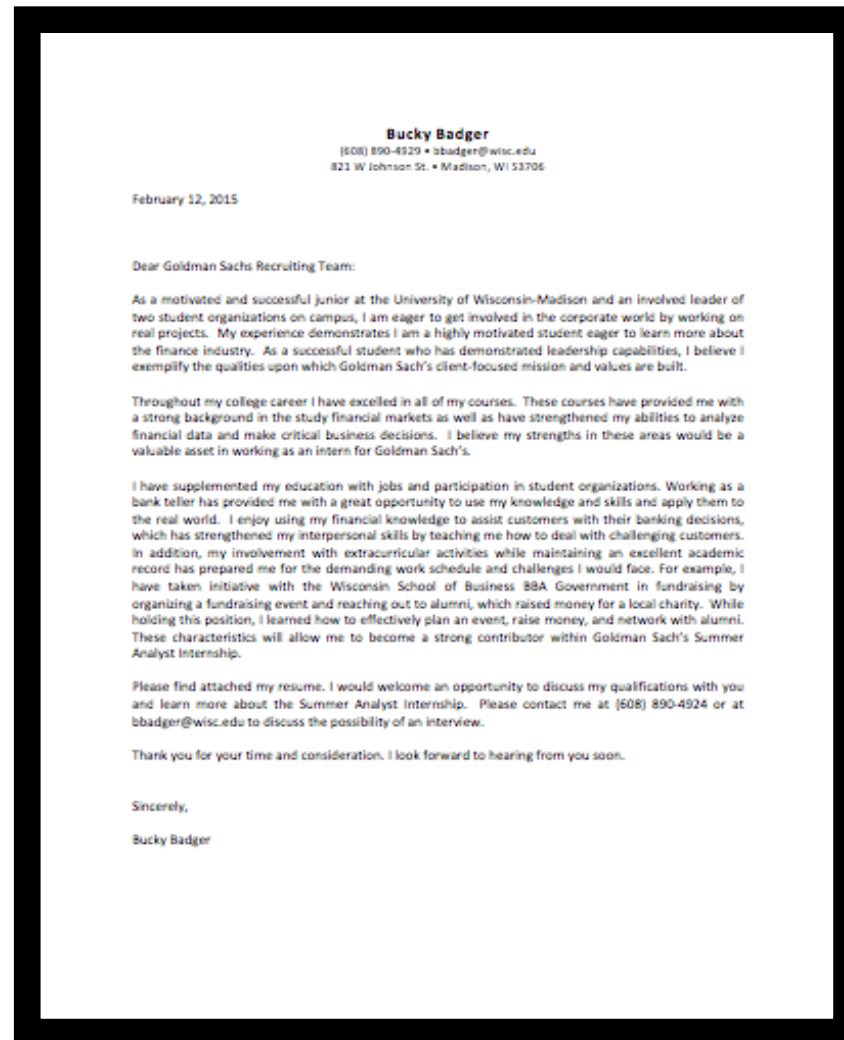 Bucky Badger
(608) 890-4929 • bbadger@wisc.edu
821 W Johnson St. • Madison, WI 53706
February 12, 2015
Dear Goldman Sachs Recruiting Team:
As a motivated and successful junior at the University of Wisconsin-Madison and an involved leader of
two student organizations on campus, I am eager to get involved in the corporate world by working on
real projects.  My experience demonstrates I am a highly motivated student eager to learn more about
the finance industry.  As a successful student who has demonstrated leadership capabilities, I believe I
exemplify the qualities upon which Goldman Sach's client-focused mission and values are built.
Throughout my college career I have excelled in all of my courses.  These courses have provided me with
a strong background in the study financial markets as well as have strengthened my abilities to analyze
financial data and make critical business decisions.  I believe my strengths in these areas would be a
valuable asset in working as an intern for Goldman Sach's.
I have supplemented my education with jobs and participation in student organizations. Working as a
bank teller has provided me with a great opportunity to use my knowledge and skills and apply them to
the real world.  I enjoy using my financial knowledge to assist customers with their banking decisions,
which has strengthened my interpersonal skills by teaching me how to deal with challenging customers.
In addition, my involvement with extracurricular activities while maintaining an excellent academic
record has prepared me for the demanding work schedule and challenges I would face. For example, I
have taken initiative with the Wisconsin School of Business BBA Government in fundraising by
organizing a fundraising event and reaching out to alumni, which raised money for a local charity.  While
holding this position, I learned how to effectively plan an event, raise money, and network with alumni.
These characteristics will allow me to become a strong contributor within Goldman Sach's Summer
Analyst Internship.
Please find attached my resume. I would welcome an opportunity to discuss my qualifications with you
and learn more about the Summer Analyst Internship.  Please contact me at (608) 890-4924 or at
bbadger@wisc.edu to discuss the possibility of an interview.
Thank you for your time and consideration. I look forward to hearing from you soon.
Sincerely,
Bucky Badger